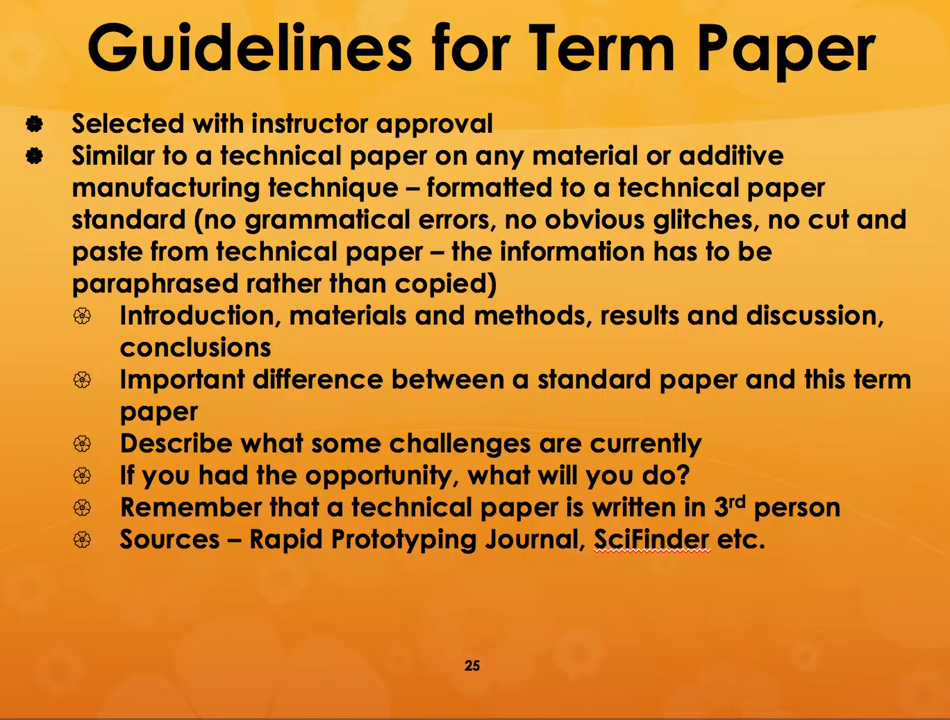 Guidelines for Term Paper
Selected with instructor approval
Similar to a technical paper on any material or additive
manufacturing technique – formatted to a technical paper
standard (no grammatical errors, no obvious glitches, no cut and
paste from technical paper – the information has to be
paraphrased rather than copied)
Introduction, materials and methods, results and discussion,
conclusions
Important difference between a standard paper and this term
paper
Describe what some challenges are currently
If you had the opportunity, what will you do?
Remember that a technical paper is written in 3rd person
Sources – Rapid Prototyping Journal, SciFinder etc.
25